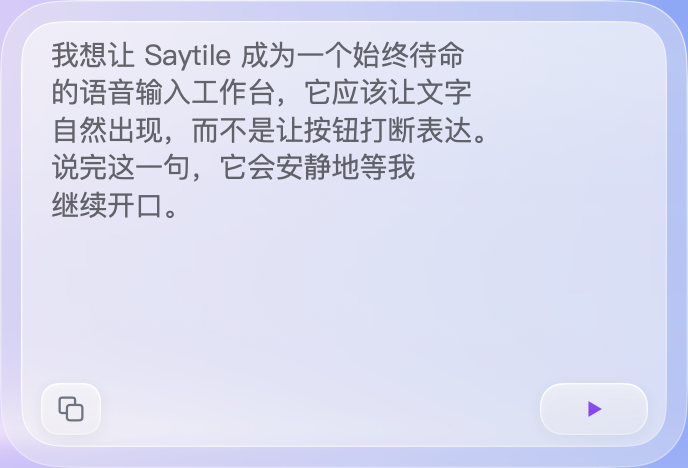 我想让 Saytile 成为一个始终待命
的语音输入工作台，它应该让文字
自然出现，而不是让按钮打断表达。
说完这一句，它会安静地等我
继续开口。